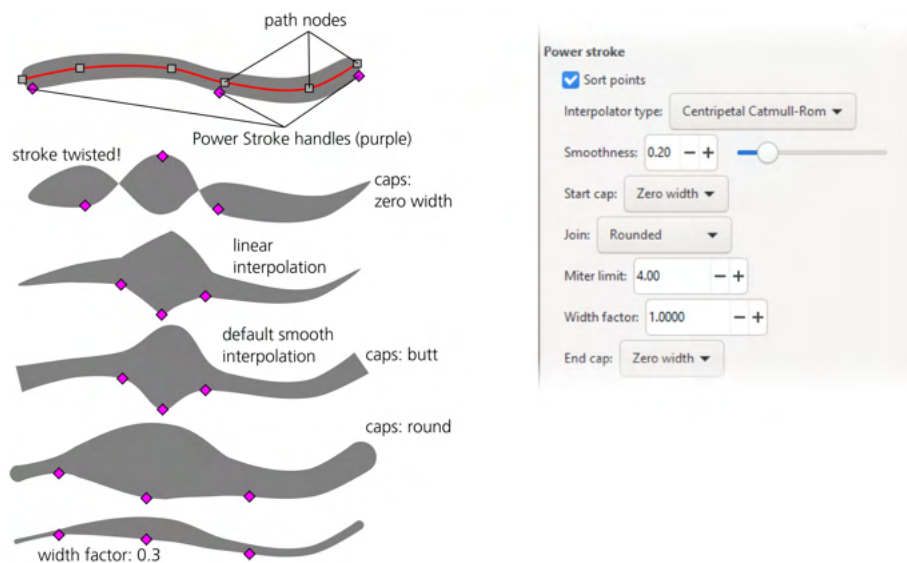 path nodes
Power Stroke handles (purple)
stroke twisted!
caps:
zero width
linear
interpolation
default smooth
interpolation
caps: butt
caps: round
width factor: 0.3
Power stroke
Sort points
Interpolator type: Centripetal Catmull-Rom
Smoothness: 0.20 − +
Start cap: Zero width
Join: Rounded
Miter limit: 4.00 − +
Width factor: 1.0000 − +
End cap: Zero width